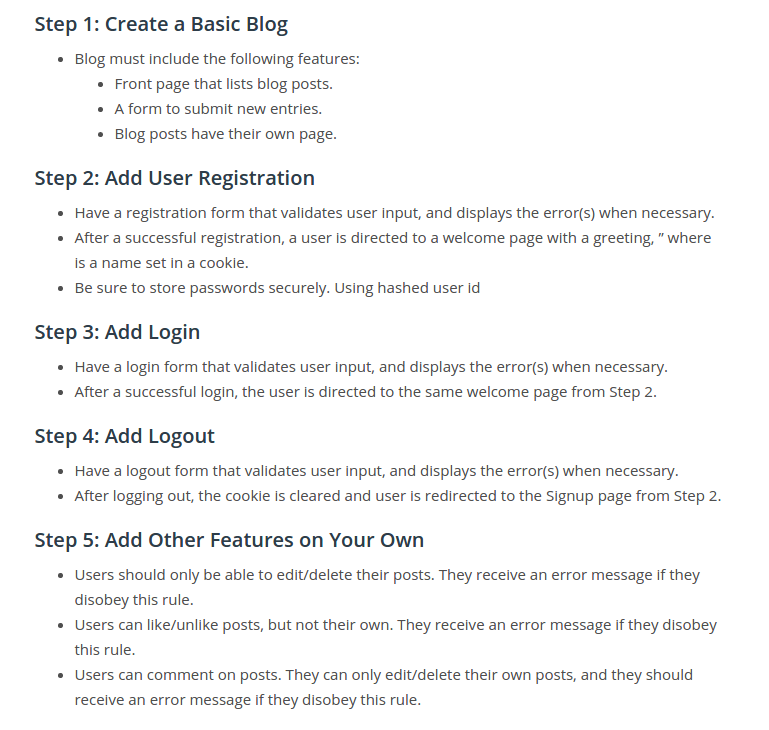 Step 1: Create a Basic Blog
Blog must include the following features:
Front page that lists blog posts.
A form to submit new entries.
Blog posts have their own page.
Step 2: Add User Registration
Have a registration form that validates user input, and displays the error(s) when necessary.
After a successful registration, a user is directed to a welcome page with a greeting, ” where
is a name set in a cookie.
Be sure to store passwords securely. Using hashed user id
Step 3: Add Login
Have a login form that validates user input, and displays the error(s) when necessary.
After a successful login, the user is directed to the same welcome page from Step 2.
Step 4: Add Logout
Have a logout form that validates user input, and displays the error(s) when necessary.
After logging out, the cookie is cleared and user is redirected to the Signup page from Step 2.
Step 5: Add Other Features on Your Own
Users should only be able to edit/delete their posts. They receive an error message if they
disobey this rule.
Users can like/unlike posts, but not their own. They receive an error message if they disobey
this rule.
Users can comment on posts. They can only edit/delete their own posts, and they should
receive an error message if they disobey this rule.